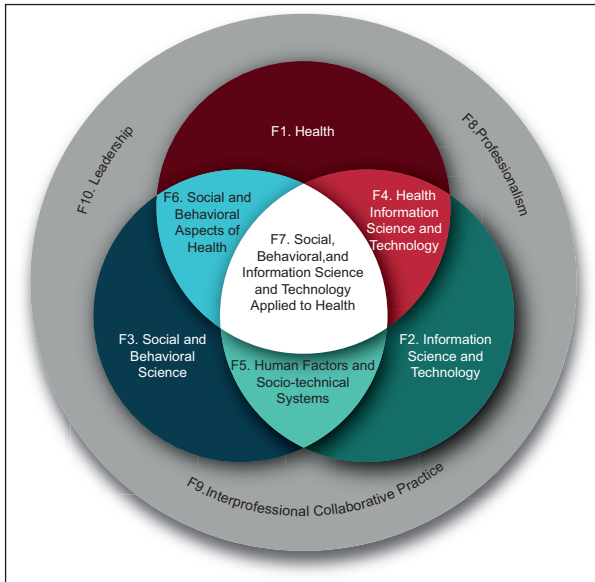 F1. Health
F10. Leadership
F8.Professionalism
F6. Social and
Behavioral
Aspects of
Health
F4. Health
Information
Science and
Technology
F7. Social,
Behavioral,and
Information Science
and Technology
Applied to Health
F3. Social and
Behavioral
Science
F2. Information
Science and
Technology
F5. Human Factors and
Socio-technical
Systems
F9.Interprofessional Collaborative Practice